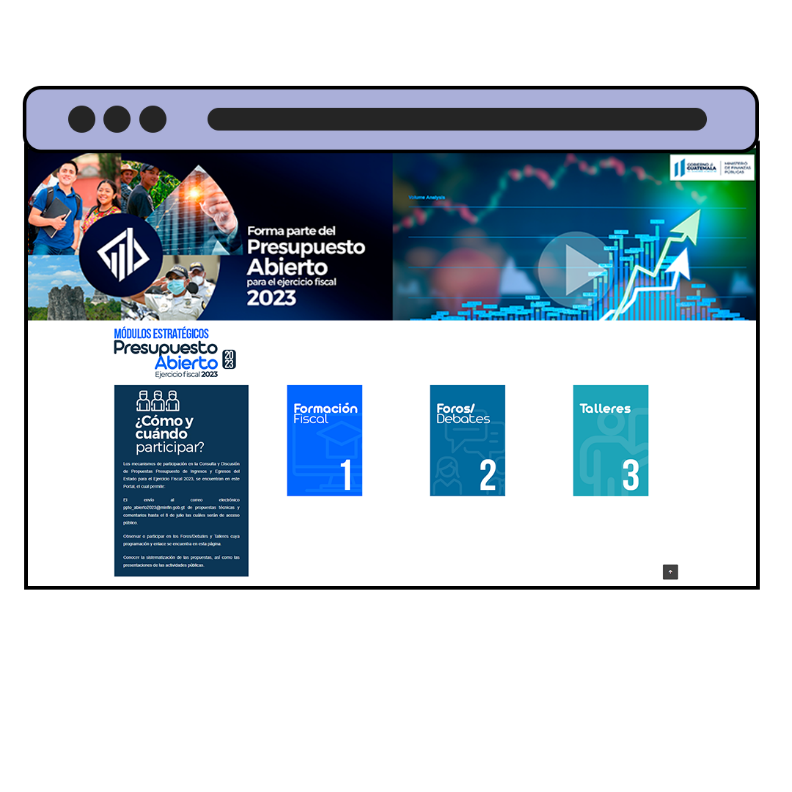 GOBIERNO de
GUATEMALA
MINISTERIO
DE FINANZAS
PÚBLICAS
Volume Analysis
Forma parte del
Presupuesto
Abierto
para el ejercicio fiscal
2023
MÓDULOS ESTRATÉGICOS
Presupuesto
Abierto
2023
Ejercicio fiscal 2023
¿Cómo y
cuándo
participar?
Los mecanismos de participación en la Consulta y Discusión
de Propuestas Presupuesto de Ingresos y Egresos del
Estado para el Ejercicio Fiscal 2023, se encuentran en este
Portal, el cual permite:
El envío al correo electrónico
ppto_abierto2023@minfin.gob.gt de propuestas técnicas y
comentarios hasta el 8 de julio las cuáles serán de acceso
público.
Observar o participar en los Foros/Debates y Talleres cuya
programación y enlace se encuentra en esta página.
Conocer la sistematización de las propuestas, así como las
presentaciones de las actividades públicas.
Formación
Fiscal
1
Foros/
Debates
2
Talleres
3